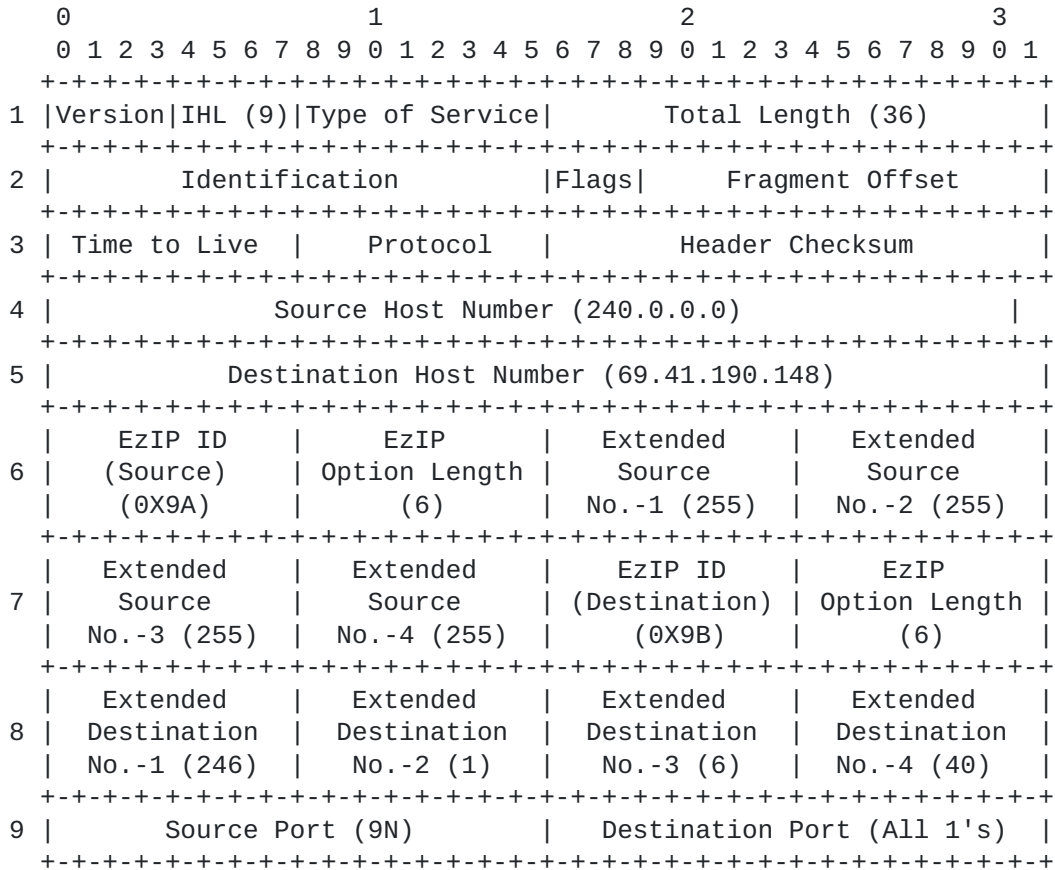 0                   1                   2                   3
    0 1 2 3 4 5 6 7 8 9 0 1 2 3 4 5 6 7 8 9 0 1 2 3 4 5 6 7 8 9 0 1
   +-+-+-+-+-+-+-+-+-+-+-+-+-+-+-+-+-+-+-+-+-+-+-+-+-+-+-+-+-+-+-+-+
 1 |Version|IHL (9)|Type of Service|       Total Length (36)       |
   +-+-+-+-+-+-+-+-+-+-+-+-+-+-+-+-+-+-+-+-+-+-+-+-+-+-+-+-+-+-+-+-+
 2 |        Identification         |Flags|     Fragment Offset     |
   +-+-+-+-+-+-+-+-+-+-+-+-+-+-+-+-+-+-+-+-+-+-+-+-+-+-+-+-+-+-+-+-+
 3 | Time to Live  |    Protocol   |        Header Checksum        |
   +-+-+-+-+-+-+-+-+-+-+-+-+-+-+-+-+-+-+-+-+-+-+-+-+-+-+-+-+-+-+-+-+
 4 |              Source Host Number (240.0.0.0)                 |
   +-+-+-+-+-+-+-+-+-+-+-+-+-+-+-+-+-+-+-+-+-+-+-+-+-+-+-+-+-+-+-+-+
 5 |           Destination Host Number (69.41.190.148)             |
   +-+-+-+-+-+-+-+-+-+-+-+-+-+-+-+-+-+-+-+-+-+-+-+-+-+-+-+-+-+-+-+-+
   |    EzIP ID    |     EzIP      |   Extended    |   Extended    |
 6 |   (Source)    | Option Length |    Source     |    Source     |
   |    (0X9A)     |      (6)      |  No.-1 (255)  |  No.-2 (255)  |
   +-+-+-+-+-+-+-+-+-+-+-+-+-+-+-+-+-+-+-+-+-+-+-+-+-+-+-+-+-+-+-+-+
   |   Extended    |   Extended    |    EzIP ID    |     EzIP      |
 7 |    Source     |    Source     | (Destination) | Option Length |
   |  No.-3 (255)  |  No.-4 (255)  |     (0X9B)    |      (6)      |
   +-+-+-+-+-+-+-+-+-+-+-+-+-+-+-+-+-+-+-+-+-+-+-+-+-+-+-+-+-+-+-+-+
   |   Extended    |   Extended    |   Extended    |   Extended    |
 8 |  Destination  |  Destination  |  Destination  |  Destination  |
   |  No.-1 (246)  |   No.-2 (1)   |   No.-3 (6)   |  No.-4 (40)   |
   +-+-+-+-+-+-+-+-+-+-+-+-+-+-+-+-+-+-+-+-+-+-+-+-+-+-+-+-+-+-+-+-+
 9 |       Source Port (9N)        |   Destination Port (All 1's)  |
   +-+-+-+-+-+-+-+-+-+-+-+-+-+-+-+-+-+-+-+-+-+-+-+-+-+-+-+-+-+-+-+-+